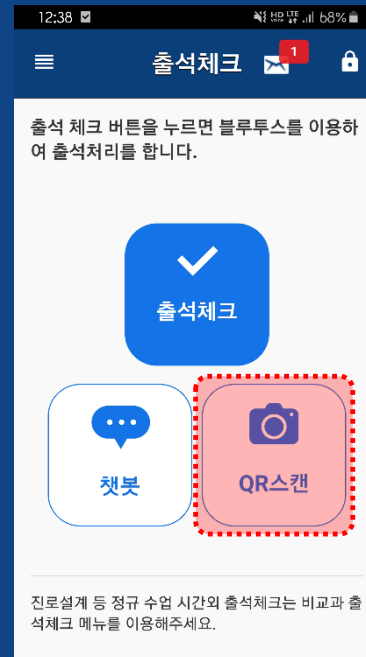 12:38 68%
출석체크 1
출석 체크 버튼을 누르면 블루투스를 이용하
여 출석처리를 합니다.
출석체크
챗봇 QR스캔
진로설계 등 정규 수업 시간외 출석체크는 비교과 출
석체크 메뉴를 이용해주세요.